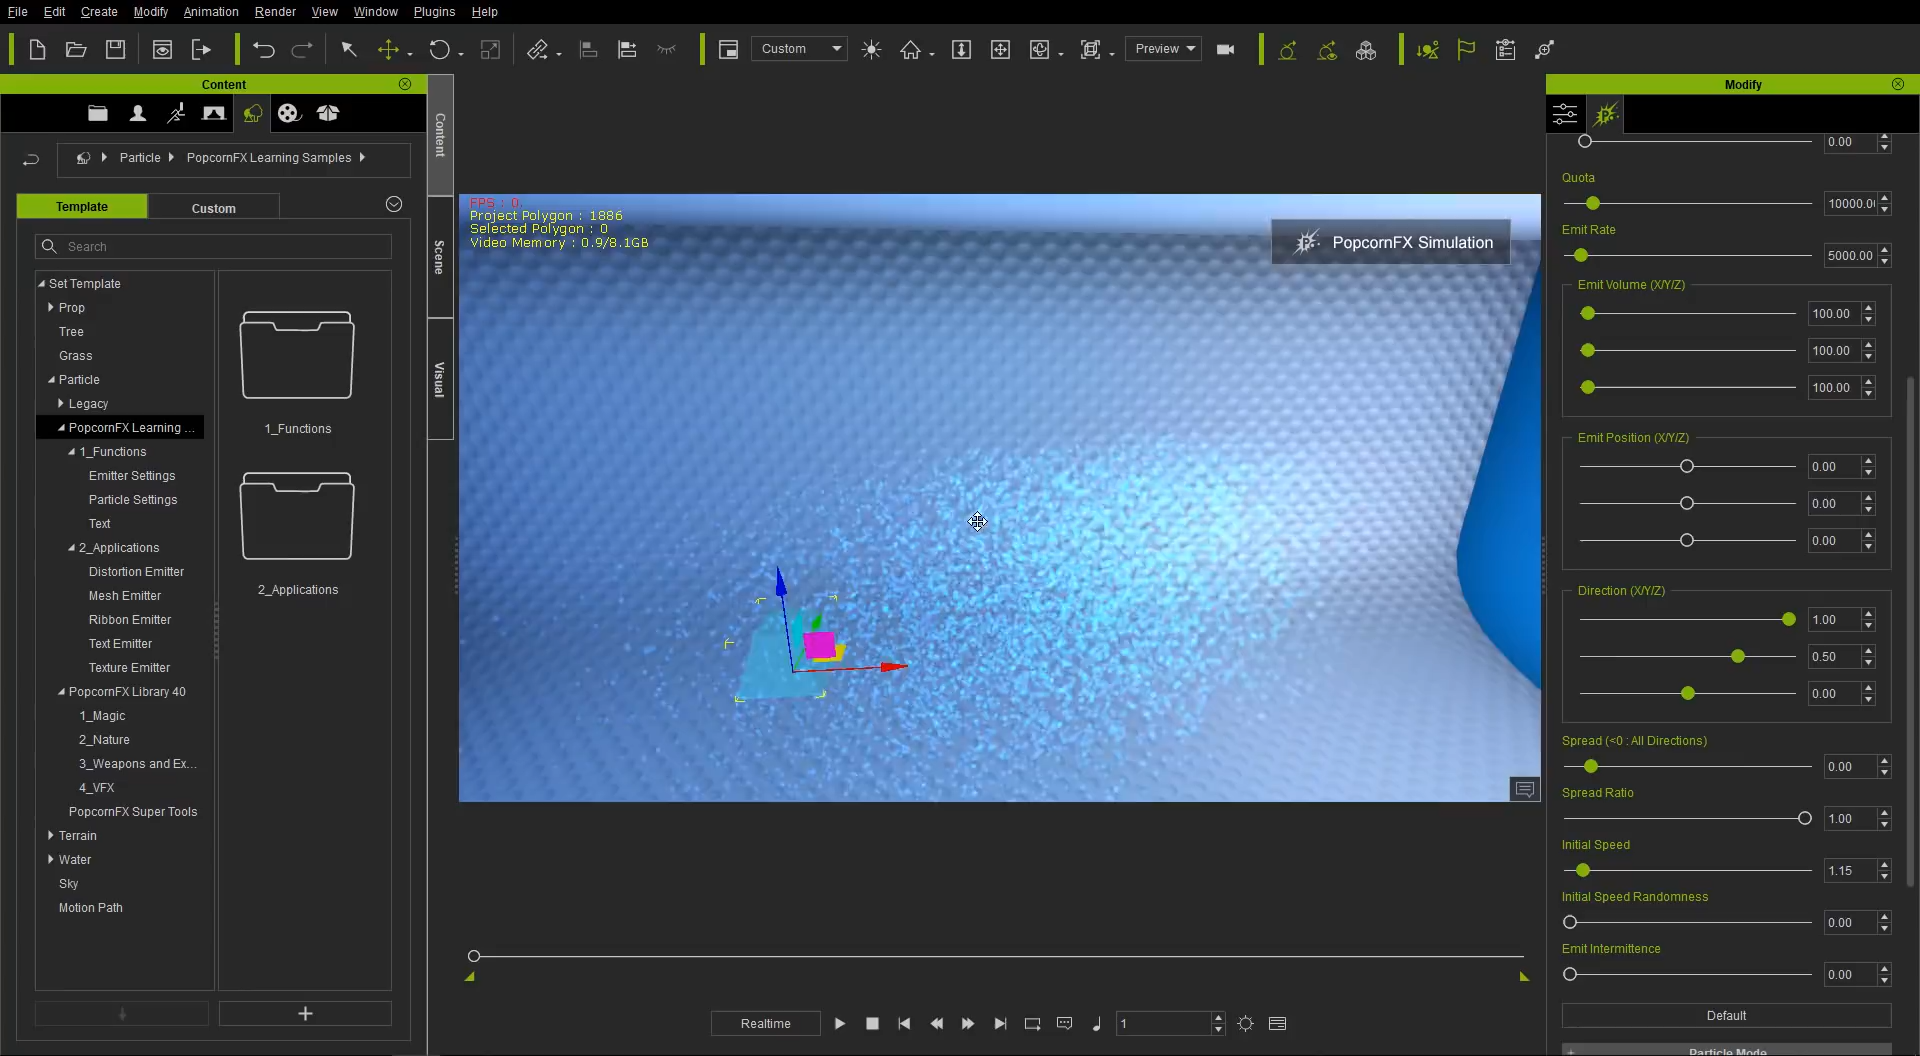 File Edit Create Modify Animation Render View Window Plugins Help
Custom
Preview
Content
Modify
Particle PopcornFX Learning Samples
Template
Custom
Search
Set Template
Prop
Tree
Grass
Particle
Legacy
PopcornFX Learning ...
1_Functions
Emitter Settings
Particle Settings
Text
2_Applications
Distortion Emitter
Mesh Emitter
Ribbon Emitter
Text Emitter
Texture Emitter
PopcornFX Library 40
1_Magic
2_Nature
3_Weapons and Ex...
4_VFX
PopcornFX Super Tools
Terrain
Water
Sky
Motion Path
1_Functions
2_Applications
Content
Scene
Visual
FPS : 0.
Project Polygon : 1886
Selected Polygon : 0
Video Memory : 0.9/8.1GB
PopcornFX Simulation
Realtime
1
0.00
Quota
10000.0
Emit Rate
5000.00
Emit Volume (X/Y/Z)
100.00
100.00
100.00
Emit Position (X/Y/Z)
0.00
0.00
0.00
Direction (X/Y/Z)
1.00
0.50
0.00
Spread (<0 : All Directions)
0.00
Spread Ratio
1.00
Initial Speed
1.15
Initial Speed Randomness
0.00
Emit Intermittence
0.00
Default
Particle Mode